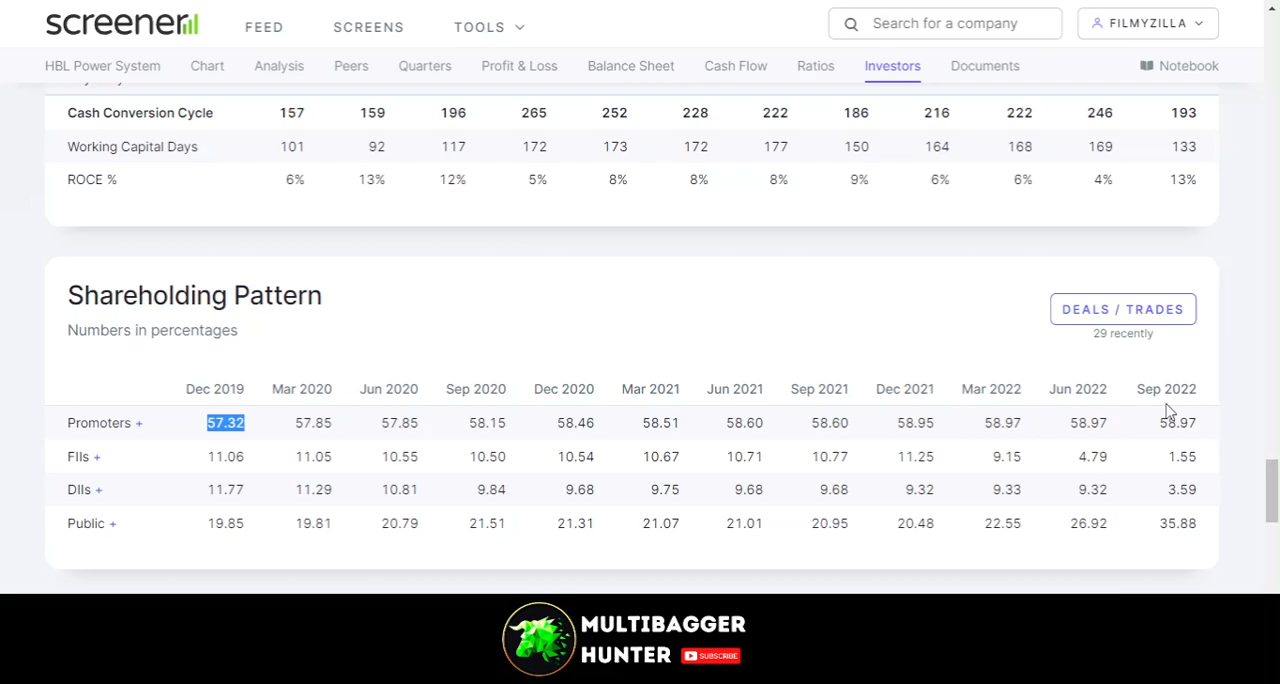 screener
FEED SCREENS TOOLS
Search for a company
FILMYZILLA
HBL Power System Chart Analysis Peers Quarters Profit & Loss Balance Sheet Cash Flow Ratios Investors Documents Notebook
Cash Conversion Cycle 157 159 196 265 252 228 222 186 216 222 246 193
Working Capital Days 101 92 117 172 173 172 177 150 164 168 169 133
ROCE % 6% 13% 12% 5% 8% 8% 8% 9% 6% 6% 4% 13%
Shareholding Pattern
Numbers in percentages
DEALS / TRADES
29 recently
Dec 2019 Mar 2020 Jun 2020 Sep 2020 Dec 2020 Mar 2021 Jun 2021 Sep 2021 Dec 2021 Mar 2022 Jun 2022 Sep 2022
Promoters + 57.32 57.85 57.85 58.15 58.46 58.51 58.60 58.60 58.95 58.97 58.97 58.97
FIIs + 11.06 11.05 10.55 10.50 10.54 10.67 10.71 10.77 11.25 9.15 4.79 1.55
DIIs + 11.77 11.29 10.81 9.84 9.68 9.75 9.68 9.68 9.32 9.33 9.32 3.59
Public + 19.85 19.81 20.79 21.51 21.31 21.07 21.01 20.95 20.48 22.55 26.92 35.88
MULTIBAGGER
HUNTER SUBSCRIBE